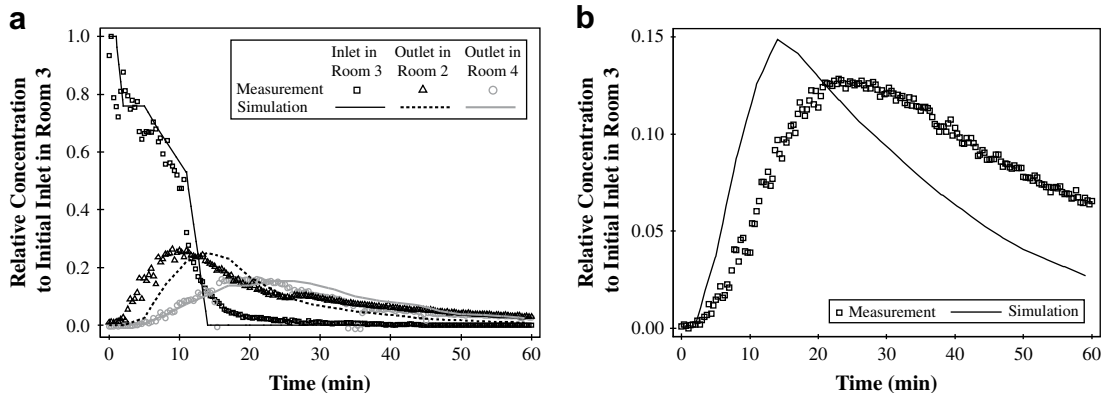 a
Relative Concentration
to Initial Inlet in Room 3
1.0
0.8
0.6
0.4
0.2
0.0
Inlet in Outlet in Outlet in
Room 3 Room 2 Room 4
Measurement
Simulation
0 10 20 30 40 50 60
Time (min)
b
Relative Concentration
to Initial Inlet in Room 3
0.15
0.10
0.05
0.00
Measurement Simulation
0 10 20 30 40 50 60
Time (min)